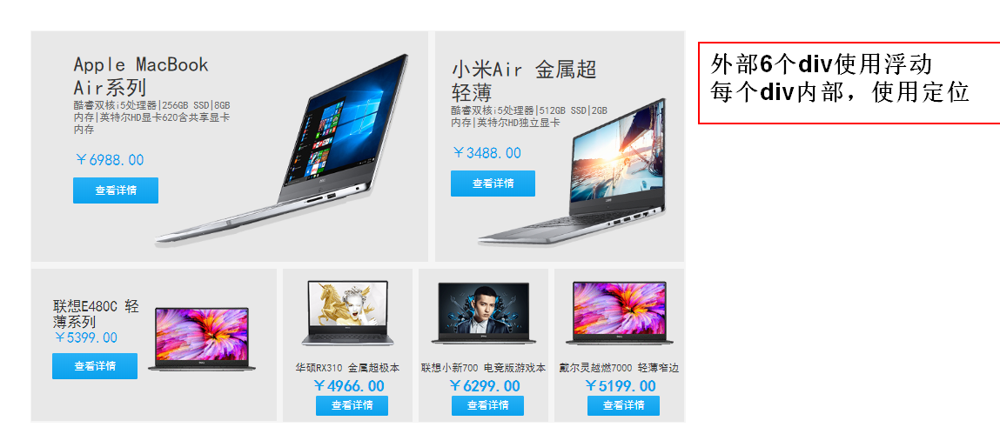 Apple MacBook
Air系列
酷睿双核i5处理器|256GB SSD|8GB
内存|英特尔HD显卡620含共享显卡
内存
￥6988.00
查看详情
小米Air 金属超
轻薄
酷睿双核i5处理器|512GB SSD|2GB
内存|英特尔HD独立显卡
￥3488.00
查看详情
外部6个div使用浮动
每个div内部，使用定位
联想E480C 轻
薄系列
￥5399.00
查看详情
华硕RX310 金属超极本
￥4966.00
查看详情
联想小新700 电竞版游戏本
￥6299.00
查看详情
戴尔灵越燃7000 轻薄窄边
￥5199.00
查看详情